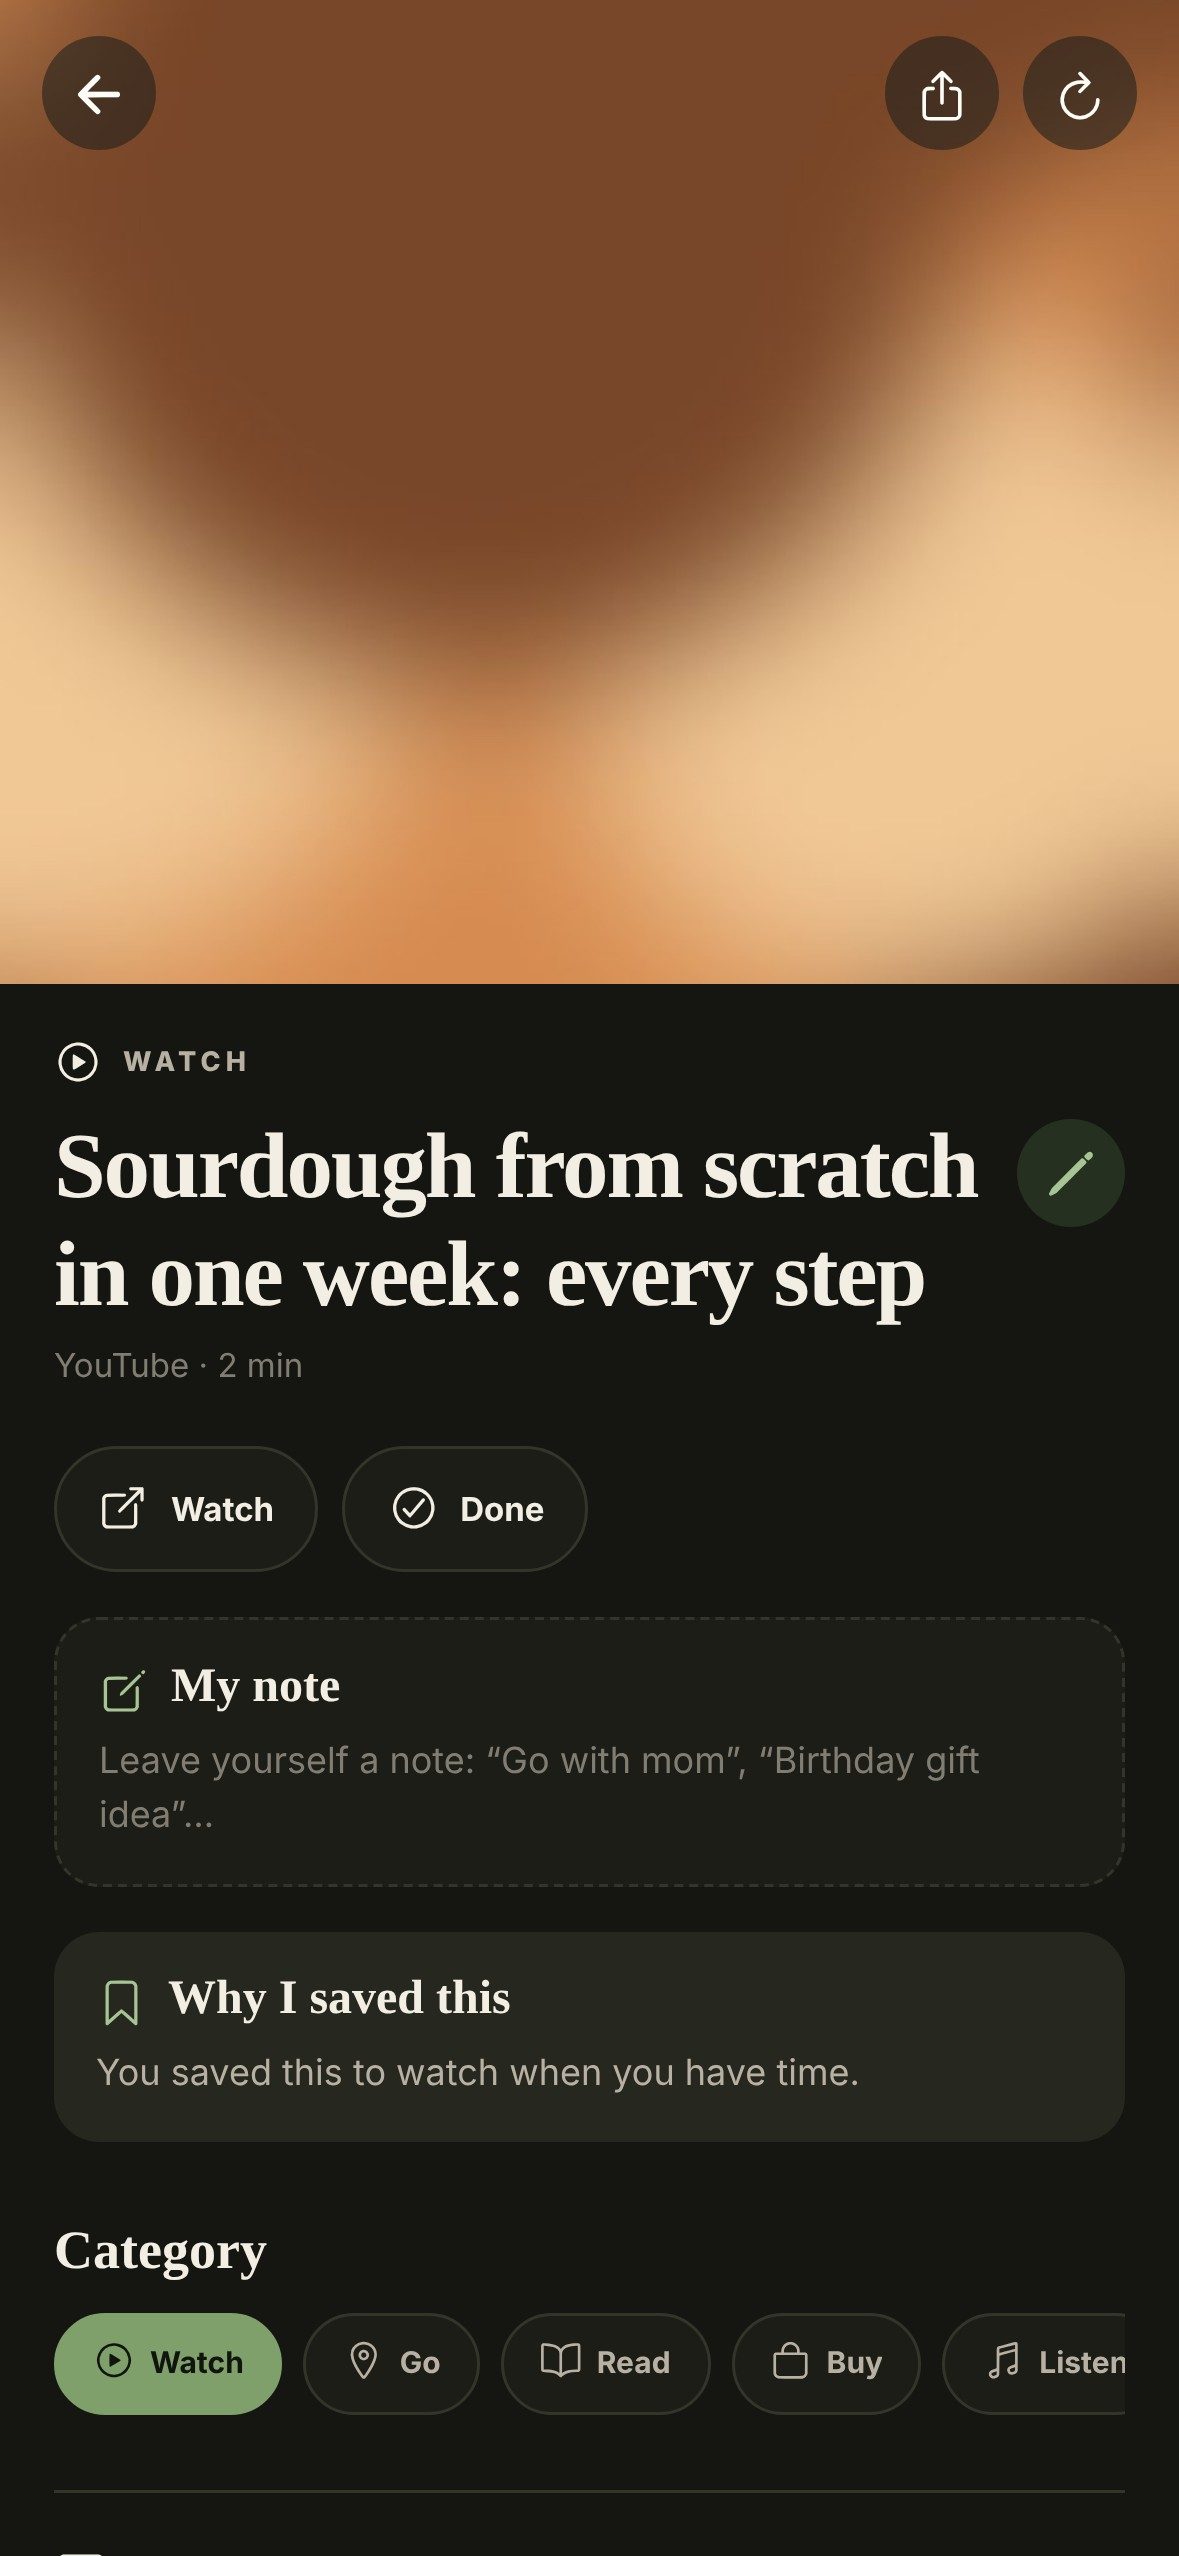 WATCH
Sourdough from scratch
in one week: every step
YouTube · 2 min
Watch
Done
My note
Leave yourself a note: “Go with mom”, “Birthday gift
idea”…
Why I saved this
You saved this to watch when you have time.
Category
Watch
Go
Read
Buy
Listen